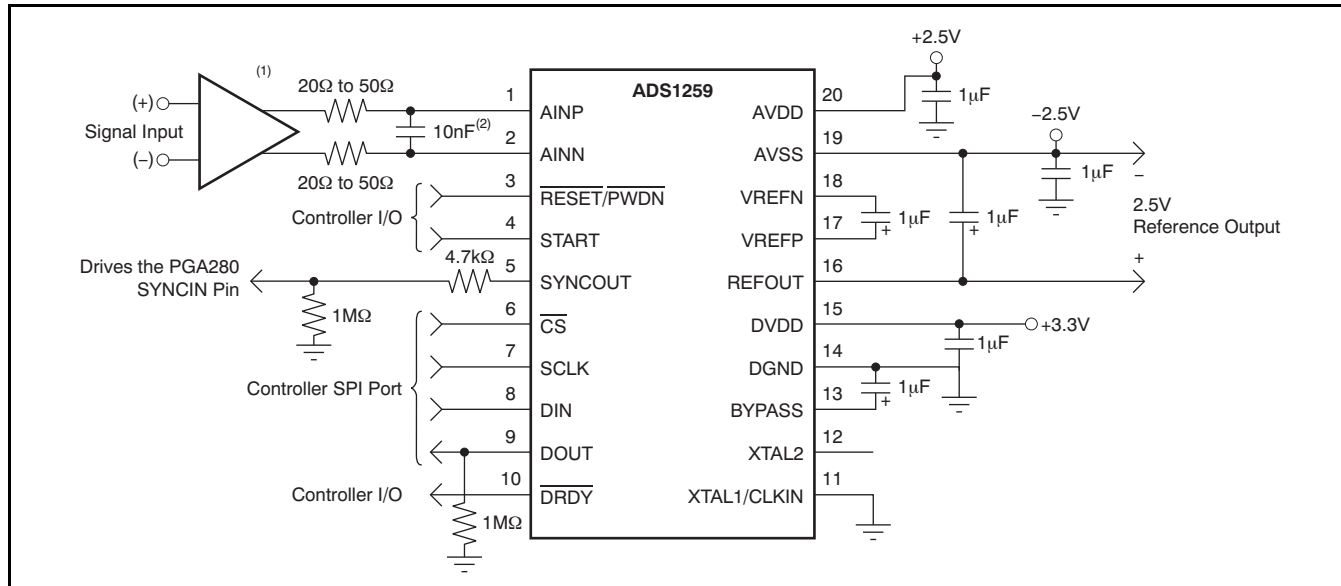 (1)
20Ω to 50Ω
(+)
Signal Input
(–)
10nF(2)
20Ω to 50Ω
Controller I/O
4.7kΩ
Drives the PGA280
SYNCIN Pin
1MΩ
Controller SPI Port
Controller I/O
1MΩ
ADS1259
1 AINP
2 AINN
3 RESET/PWDN
4 START
5 SYNCOUT
6 CS
7 SCLK
8 DIN
9 DOUT
10 DRDY
AVDD 20
AVSS 19
VREFN 18
VREFP 17
REFOUT 16
DVDD 15
DGND 14
BYPASS 13
XTAL2 12
XTAL1/CLKIN 11
+2.5V
1μF
–2.5V
1μF
–
1μF
+
1μF
+
2.5V
Reference Output
+
+3.3V
1μF
1μF
+